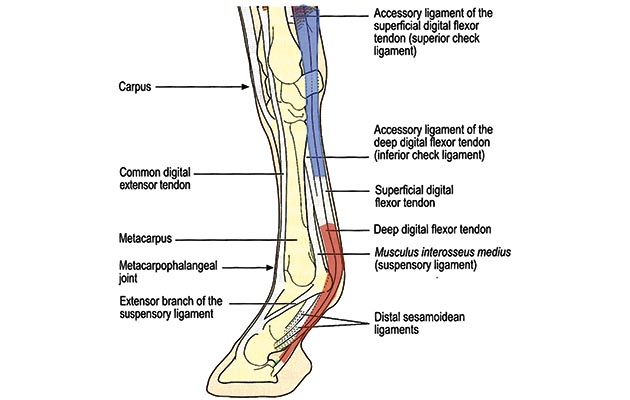 Accessory ligament of the
superficial digital flexor
tendon (superior check
ligament)
Carpus
Accessory ligament of the
deep digital flexor tendon
(inferior check ligament)
Common digital
extensor tendon
Superficial digital
flexor tendon
Deep digital flexor tendon
Metacarpus
Musculus interosseus medius
(suspensory ligament)
Metacarpophalangeal
joint
Extensor branch of the
suspensory ligament
Distal sesamoidean
ligaments